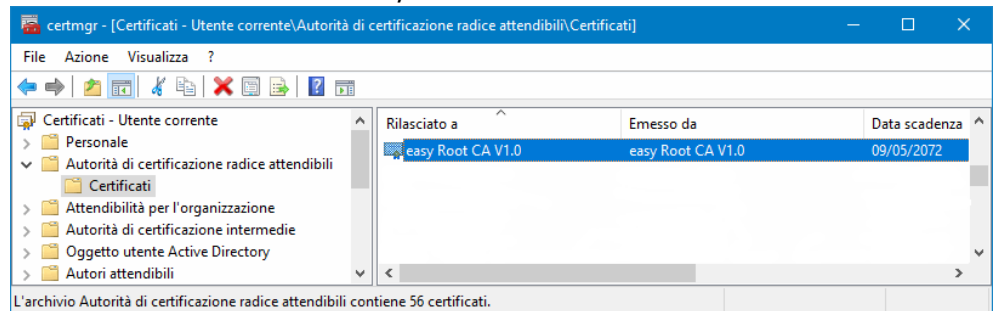 certmgr - [Certificati - Utente corrente\Autorità di certificazione radice attendibili\Certificati]
File Azione Visualizza ?
Certificati - Utente corrente
Personale
Autorità di certificazione radice attendibili
Certificati
Attendibilità per l'organizzazione
Autorità di certificazione intermedie
Oggetto utente Active Directory
Autori attendibili
Rilasciato a Emesso da Data scadenza
easy Root CA V1.0 easy Root CA V1.0 09/05/2072
L'archivio Autorità di certificazione radice attendibili contiene 56 certificati.